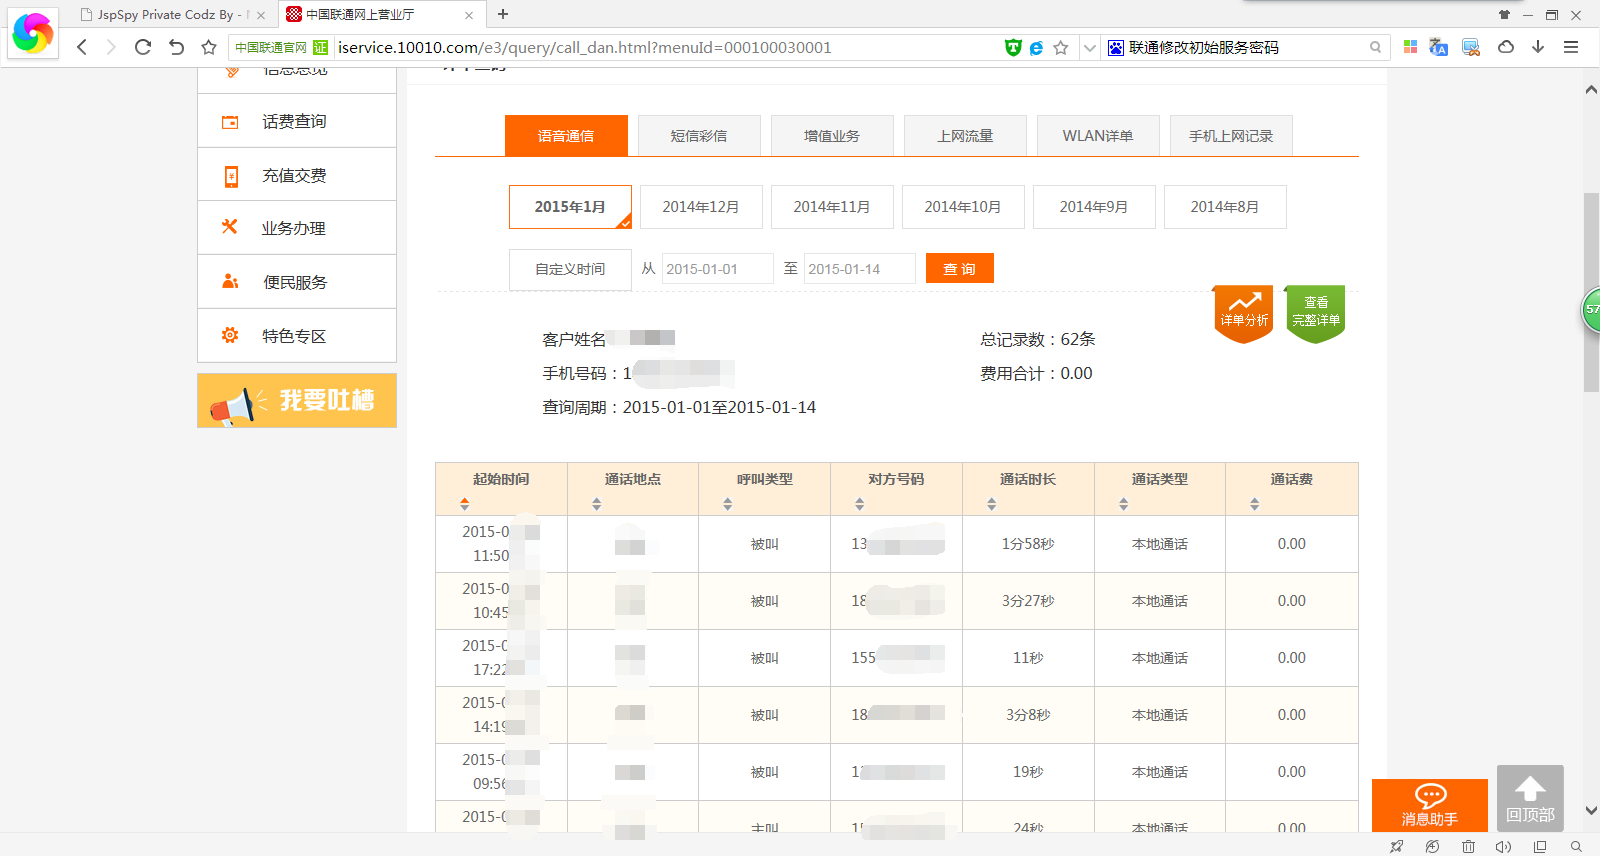 JspSpy Private Codz By -
中国联通网上营业厅
中国联通官网 证 iservice.10010.com/e3/query/call_dan.html?menuId=000100030001
联通修改初始服务密码
信息总览
话费查询
充值交费
业务办理
便民服务
特色专区
我要吐槽
语音通信 短信彩信 增值业务 上网流量 WLAN详单 手机上网记录
2015年1月 2014年12月 2014年11月 2014年10月 2014年9月 2014年8月
自定义时间 从 2015-01-01 至 2015-01-14 查 询
详单分析
查看
完整详单
57
客户姓名 总记录数：62条
手机号码：1 费用合计：0.00
查询周期：2015-01-01至2015-01-14
起始时间 通话地点 呼叫类型 对方号码 通话时长 通话类型 通话费
2015-0
11:50 被叫 13 1分58秒 本地通话 0.00
2015-0
10:45 被叫 18 3分27秒 本地通话 0.00
2015-0
17:22 被叫 155 11秒 本地通话 0.00
2015-0
14:19 被叫 18 3分8秒 本地通话 0.00
2015-0
09:56 被叫 1 19秒 本地通话 0.00
2015-0
主叫 15 24秒 本地通话 0.00
消息助手
回顶部